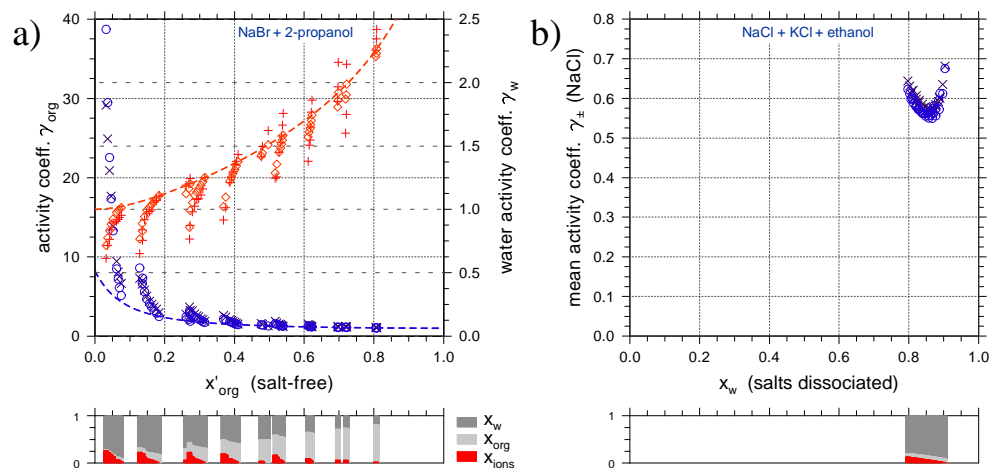 a)
NaBr + 2-propanol
activity coeff. γorg
40
30
20
10
0
2.5
2.0
1.5
1.0
0.5
0.0
water activity coeff. γw
0.0 0.2 0.4 0.6 0.8 1.0
x'org (salt-free)
1
0
xw
xorg
xions
b)
NaCl + KCl + ethanol
mean activity coeff. γ± (NaCl)
0.8
0.7
0.6
0.5
0.4
0.3
0.2
0.1
0.0
0.0 0.2 0.4 0.6 0.8 1.0
xw (salts dissociated)
1
0